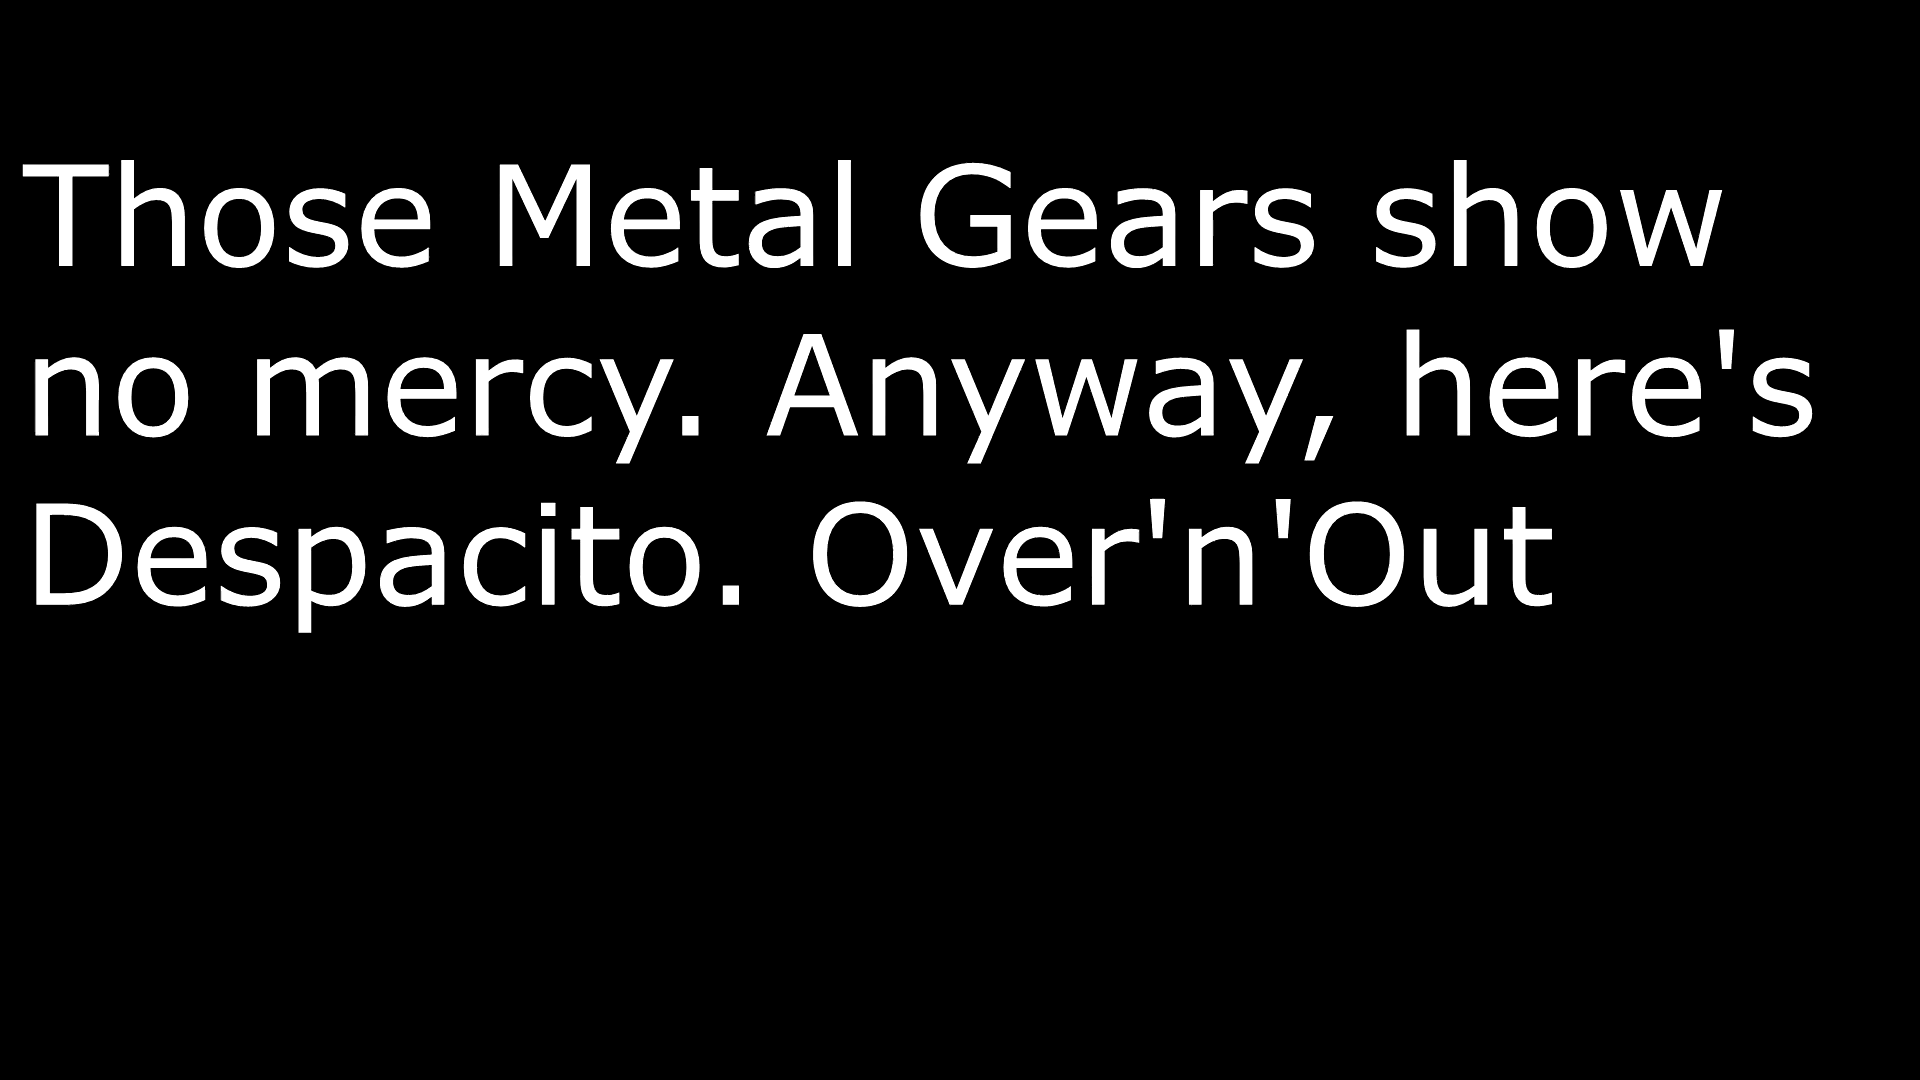 Those Metal Gears show
no mercy. Anyway, here's
Despacito. Over'n'Out